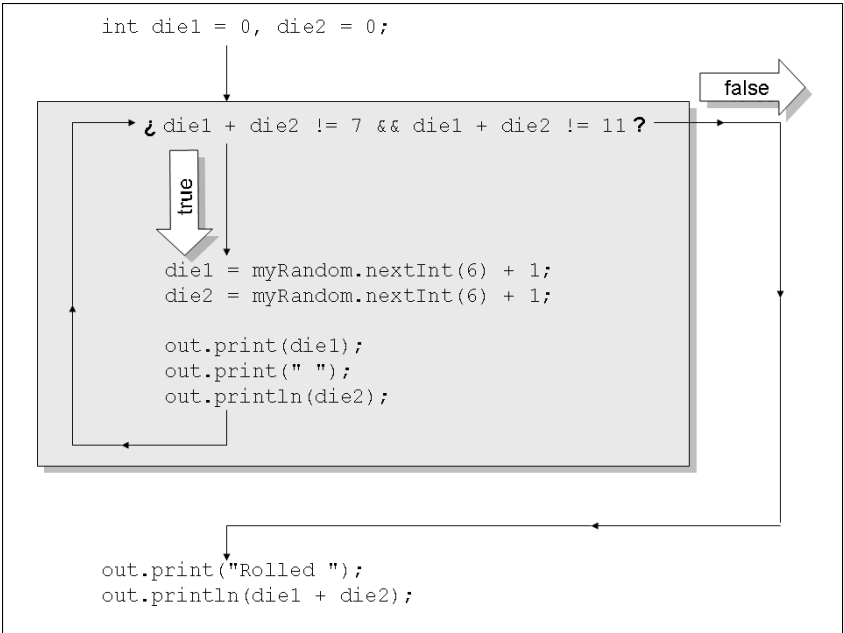 int die1 = 0, die2 = 0;
false
¿ die1 + die2 != 7 && die1 + die2 != 11 ?
true
die1 = myRandom.nextInt(6) + 1;
die2 = myRandom.nextInt(6) + 1;
out.print(die1);
out.print(" ");
out.println(die2);
out.print("Rolled ");
out.println(die1 + die2);